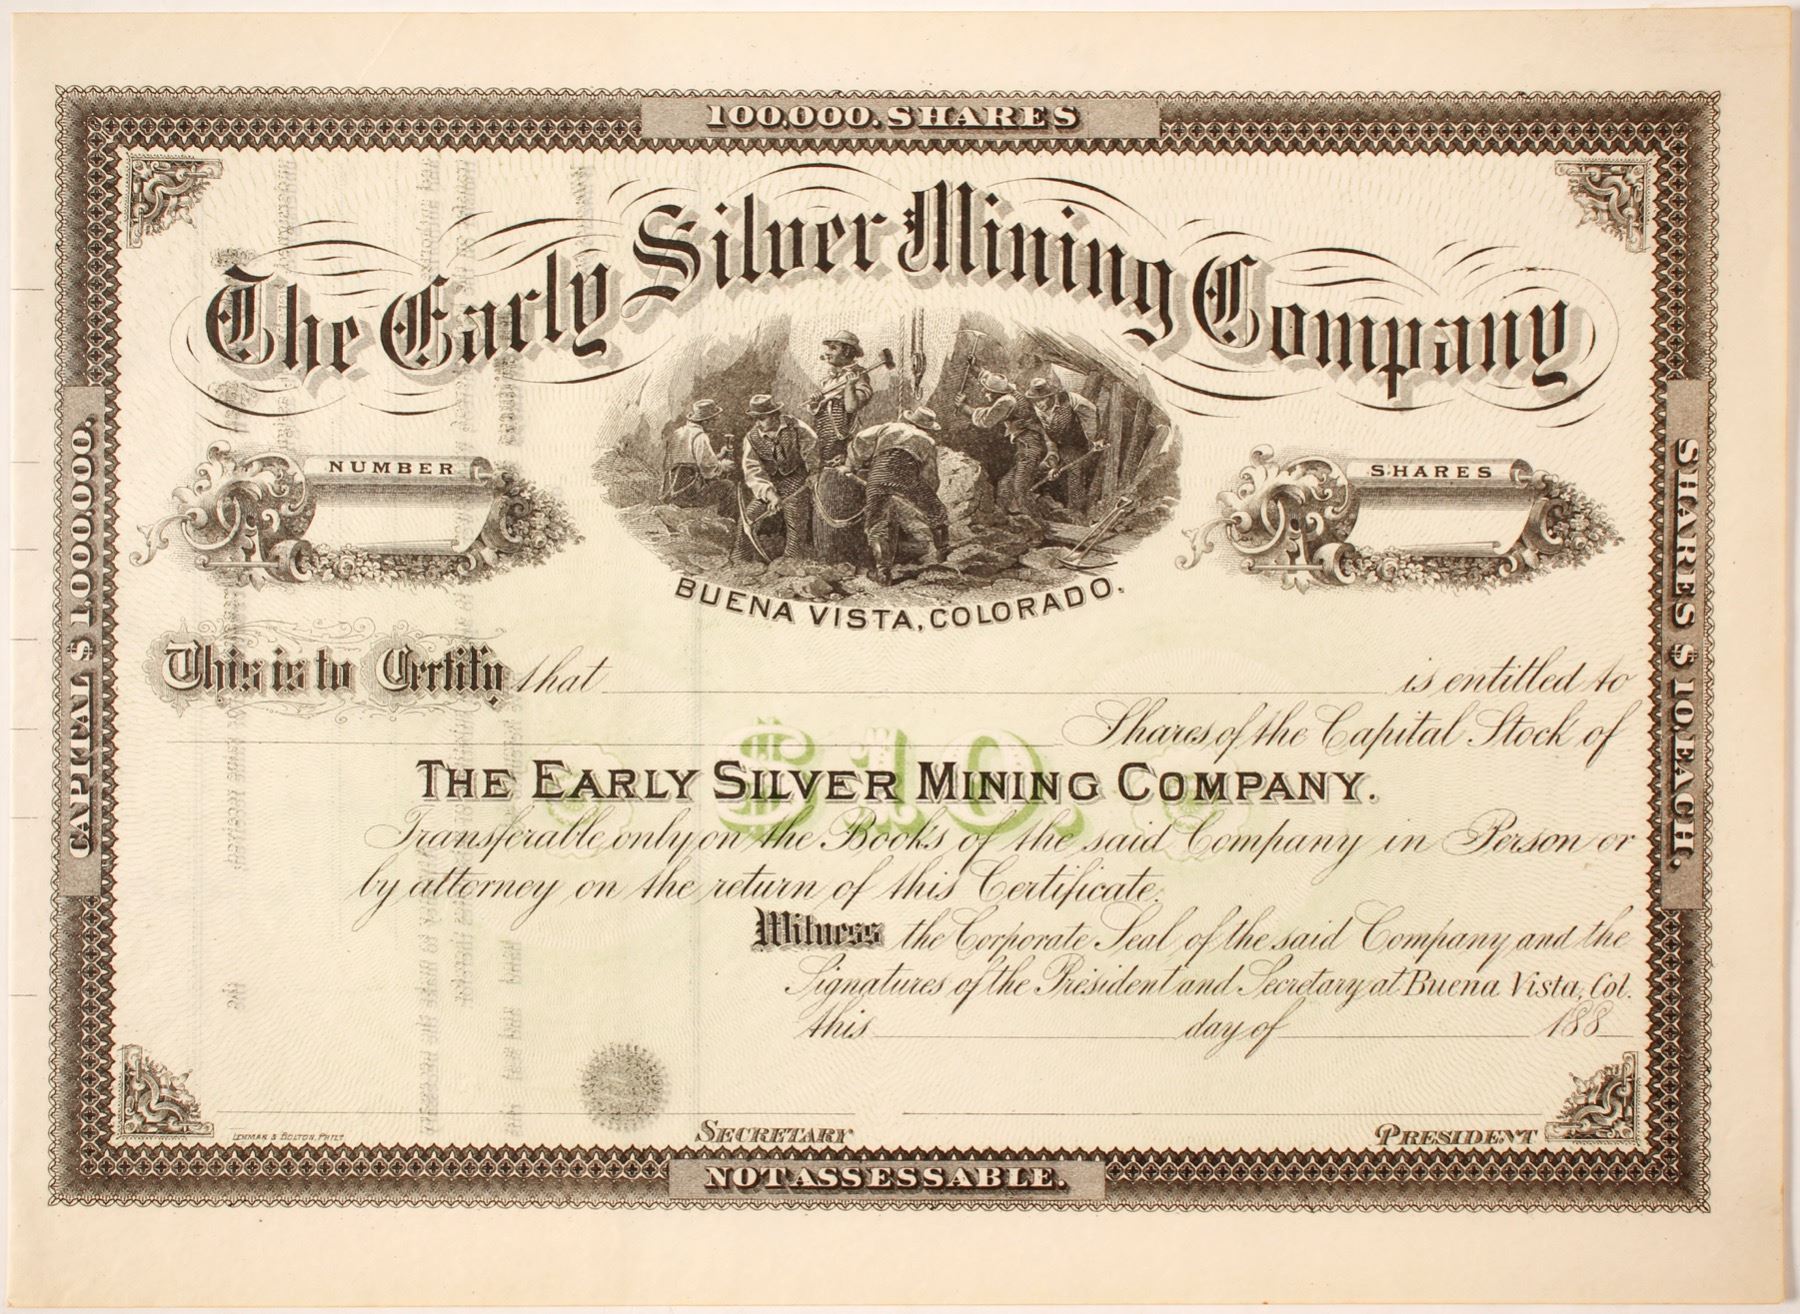 100,000. SHARES
The Early Silver Mining Company
NUMBER
SHARES
BUENA VISTA, COLORADO.
CAPITAL $1,000,000.
SHARES $10, EACH.
This is to Certify that is entitled to
Shares of the Capital Stock of
$10.
THE EARLY SILVER MINING COMPANY.
Transferable only on the Books of the said Company in Person or
by attorney on the return of this Certificate.
Witness the Corporate Seal of the said Company and the
Signatures of the President and Secretary at Buena Vista, Col.
this day of 188
LEHMAN & BOLTON, PHILA
SECRETARY
PRESIDENT
NOT ASSESSABLE.